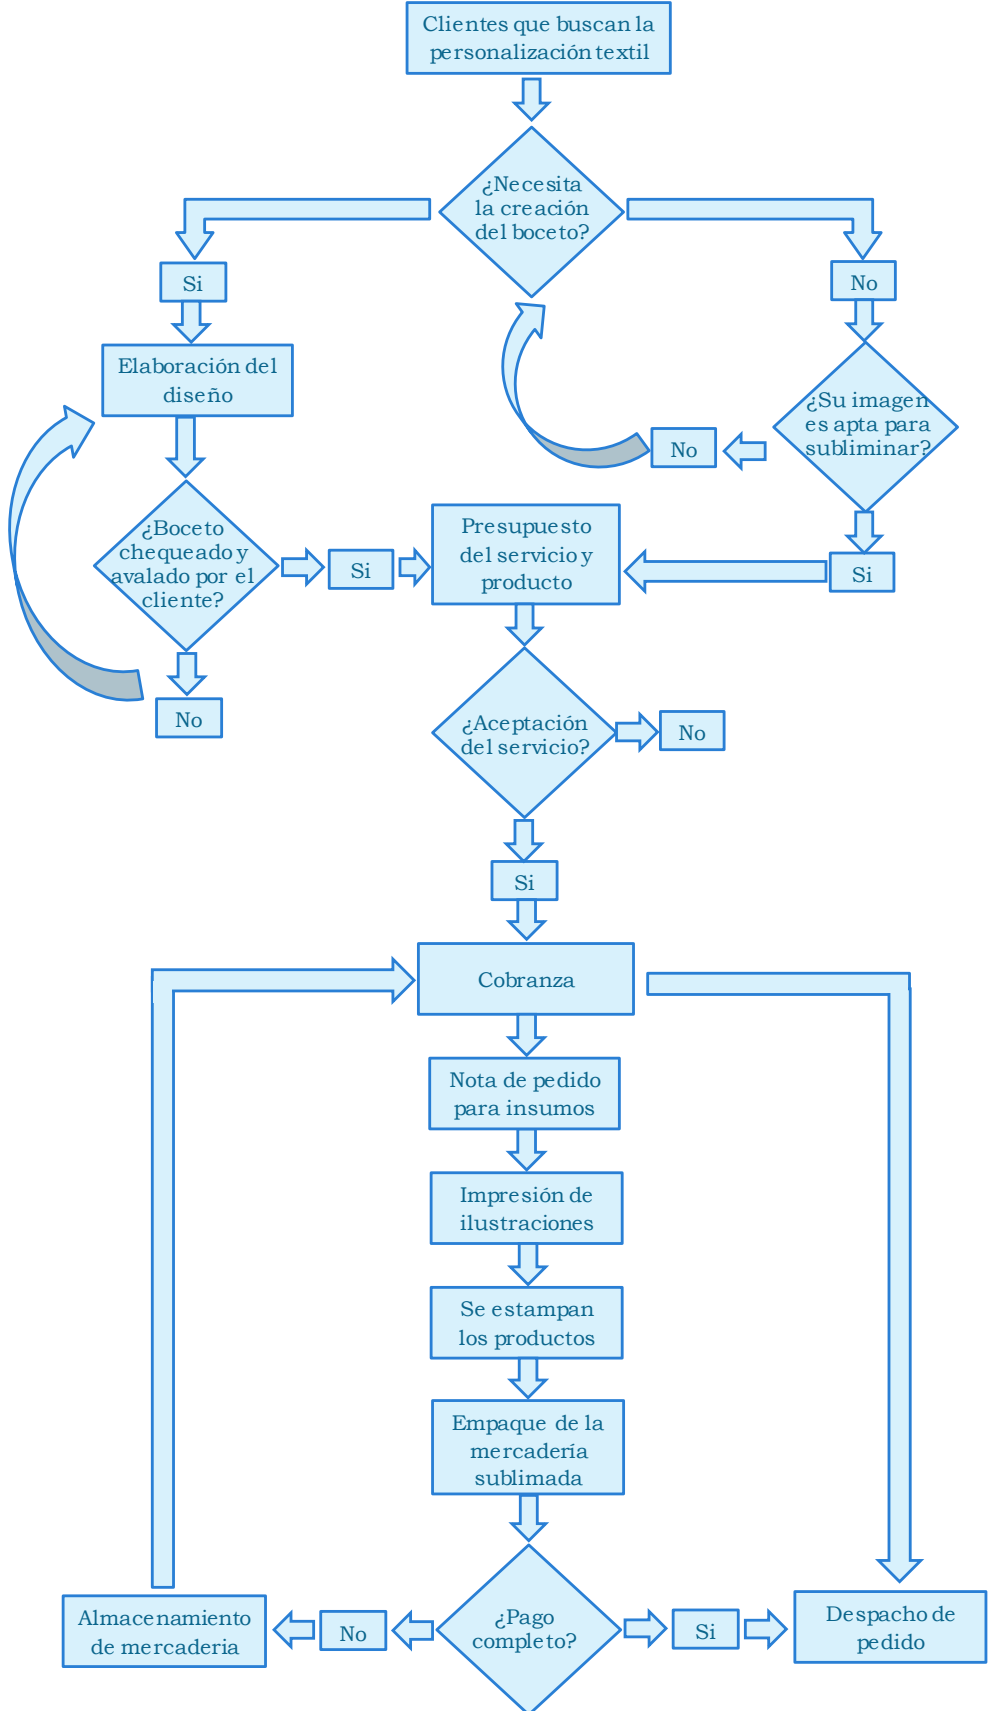 Clientes que buscan la
personalización textil
¿Necesita
la creación
del boceto?
Si
No
Elaboración del
diseño
¿Su imagen
es apta para
subliminar?
No
¿Boceto
chequeado y
avalado por el
cliente?
Si
Presupuesto
del servicio y
producto
Si
No
¿Aceptación
del servicio?
No
Si
Cobranza
Nota de pedido
para insumos
Impresión de
ilustraciones
Se estampan
los productos
Empaque de la
mercadería
sublimada
¿Pago
completo?
No
Almacenamiento
de mercaderia
Si
Despacho de
pedido